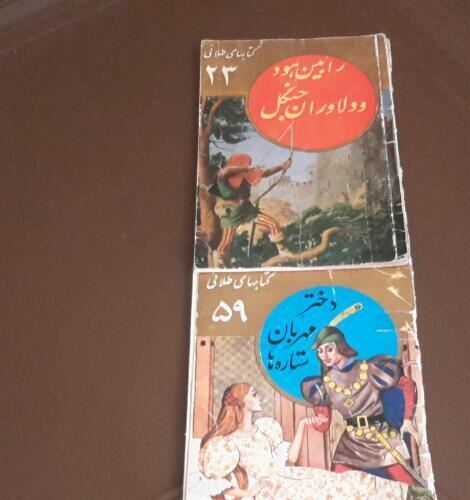 کتابهای طلائی
۲۳
رابین هود
و دلاوران جنگل
کتابهای طلائی
۵۹
دختر
مهربان
ستاره ها